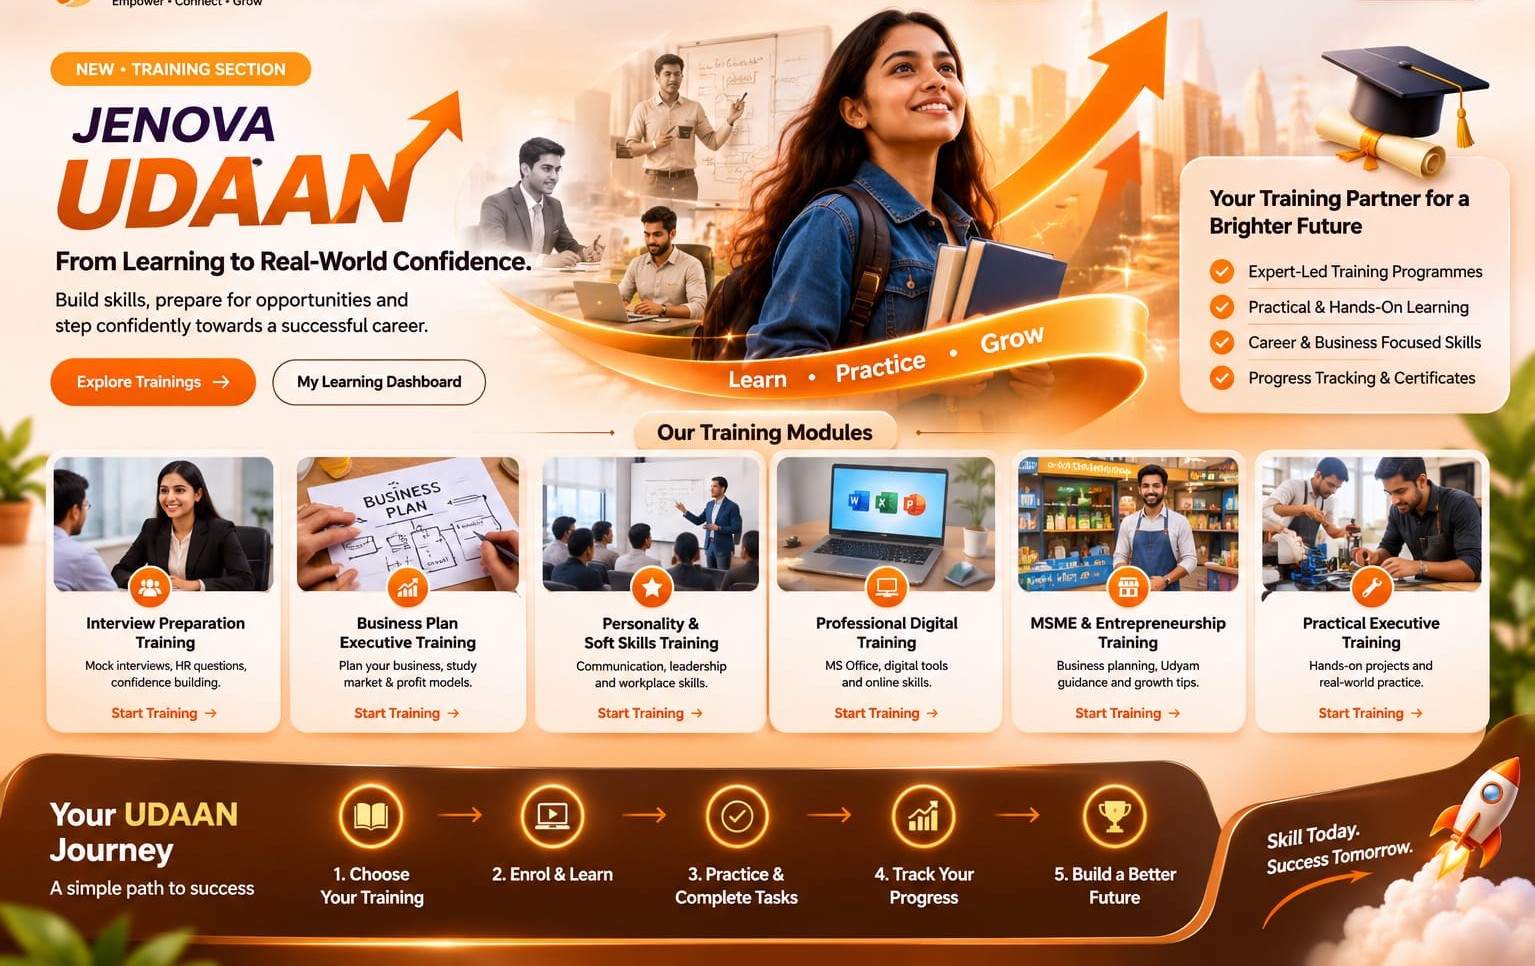 Empower • Connect • Grow
NEW • TRAINING SECTION
JENOVA
UDAAN
From Learning to Real-World Confidence.
Build skills, prepare for opportunities and
step confidently towards a successful career.
Explore Trainings →
My Learning Dashboard
Learn • Practice • Grow
Your Training Partner for a
Brighter Future
Expert-Led Training Programmes
Practical & Hands-On Learning
Career & Business Focused Skills
Progress Tracking & Certificates
Our Training Modules
BUSINESS
PLAN
W X P
Interview Preparation
Training
Mock interviews, HR questions,
confidence building.
Start Training →
Business Plan
Executive Training
Plan your business, study
market & profit models.
Start Training →
Personality &
Soft Skills Training
Communication, leadership
and workplace skills.
Start Training →
Professional Digital
Training
MS Office, digital tools
and online skills.
Start Training →
MSME & Entrepreneurship
Training
Business planning, Udyam
guidance and growth tips.
Start Training →
Practical Executive
Training
Hands-on projects and
real-world practice.
Start Training →
Your UDAAN
Journey
A simple path to success
1. Choose
Your Training
2. Enrol & Learn
3. Practice &
Complete Tasks
4. Track Your
Progress
5. Build a Better
Future
Skill Today.
Success Tomorrow.